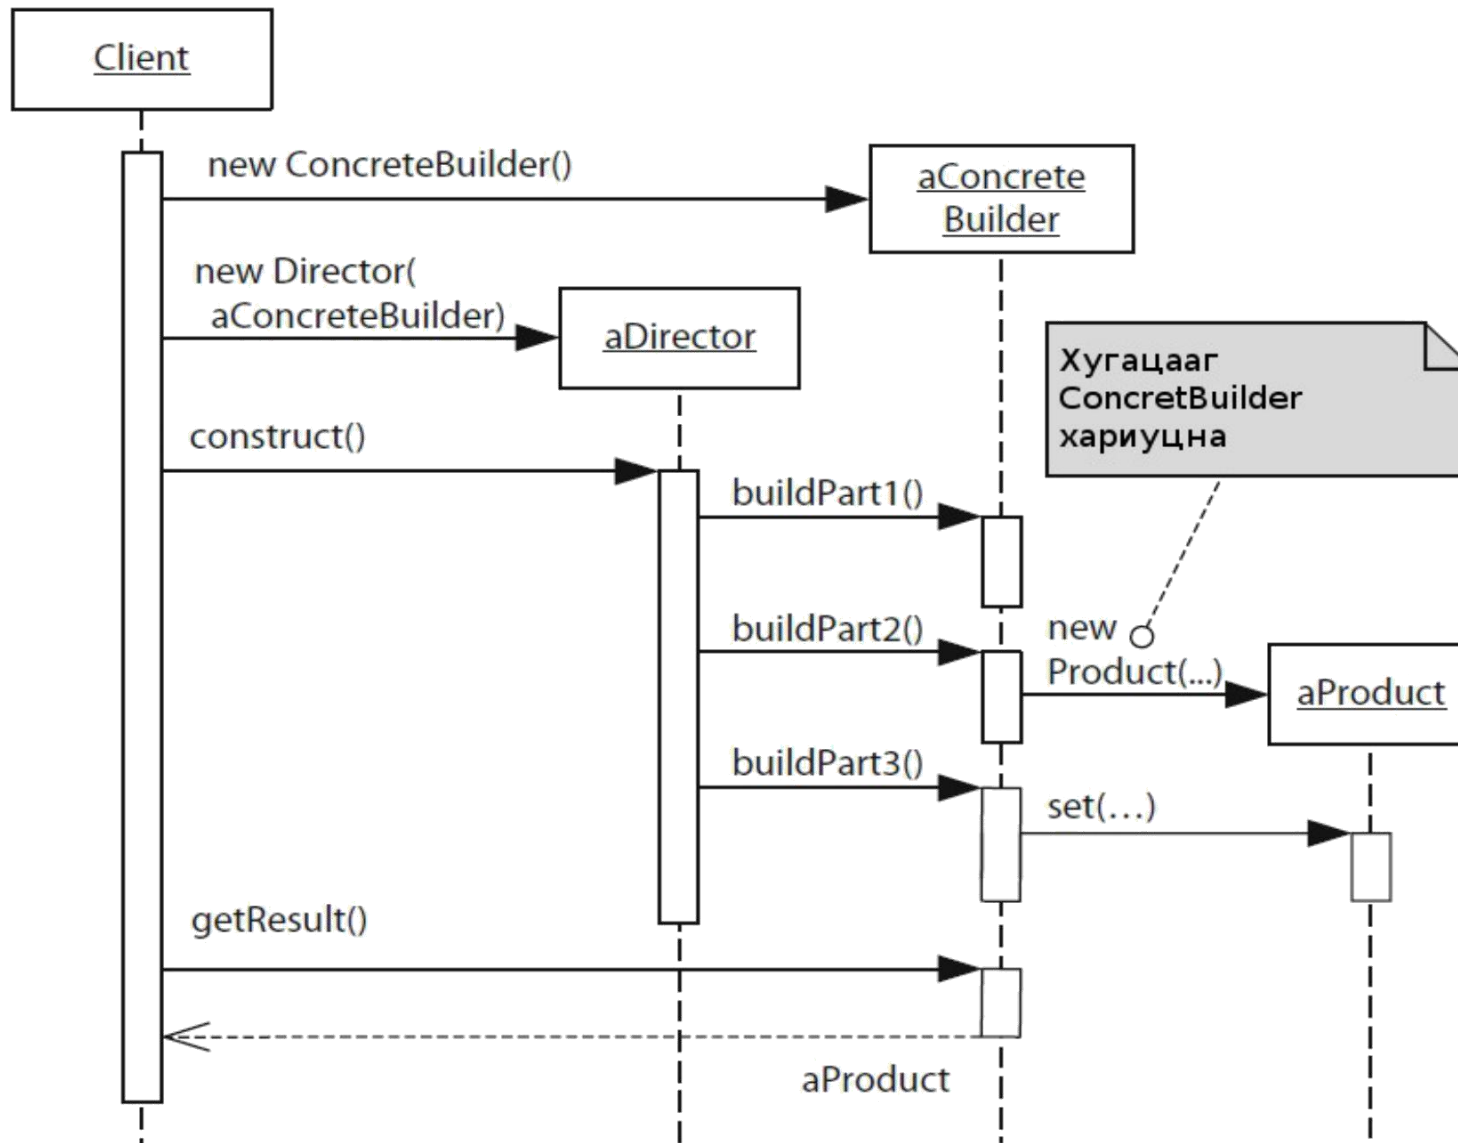 Client
new ConcreteBuilder()
aConcrete
Builder
new Director(
aConcreteBuilder)
aDirector
Хугацааг
ConcretBuilder
хариуцна
construct()
buildPart1()
buildPart2()
new
Product(...)
aProduct
buildPart3()
set(…)
getResult()
aProduct